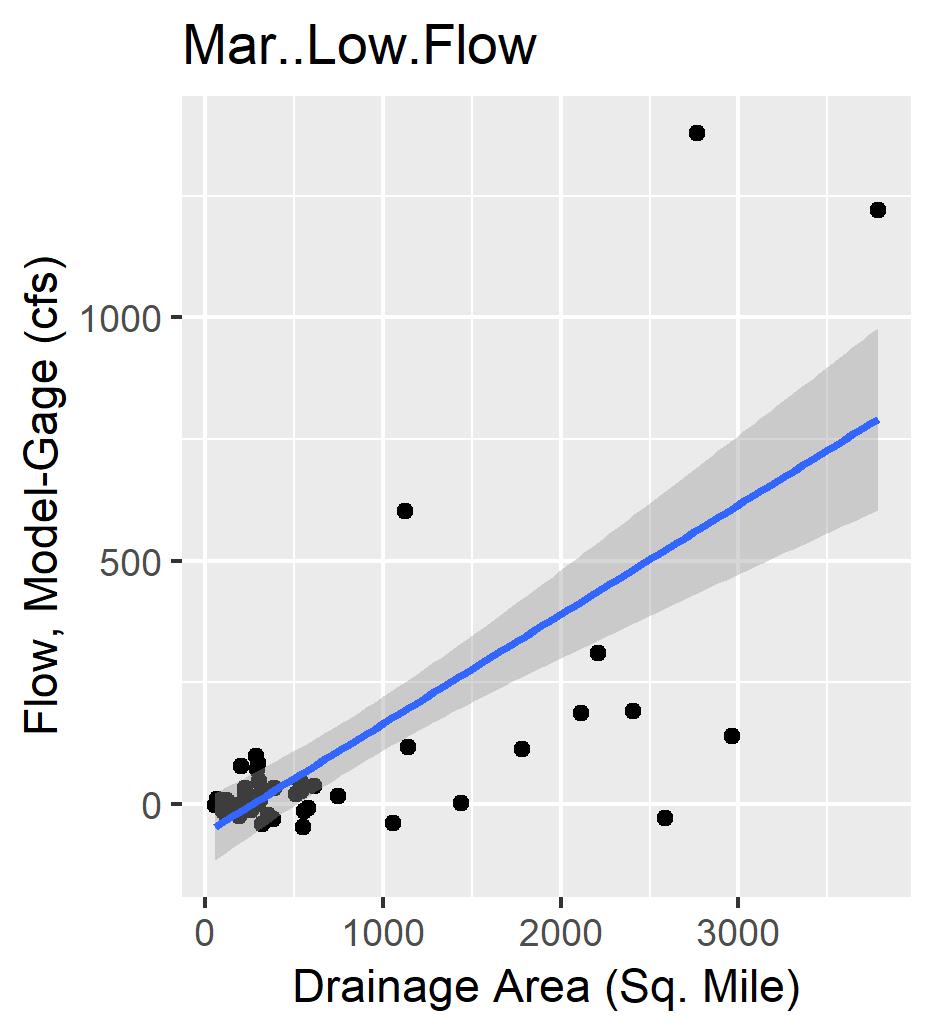 Mar..Low.Flow
Flow, Model-Gage (cfs)
1000
500
0
0 1000 2000 3000
Drainage Area (Sq. Mile)